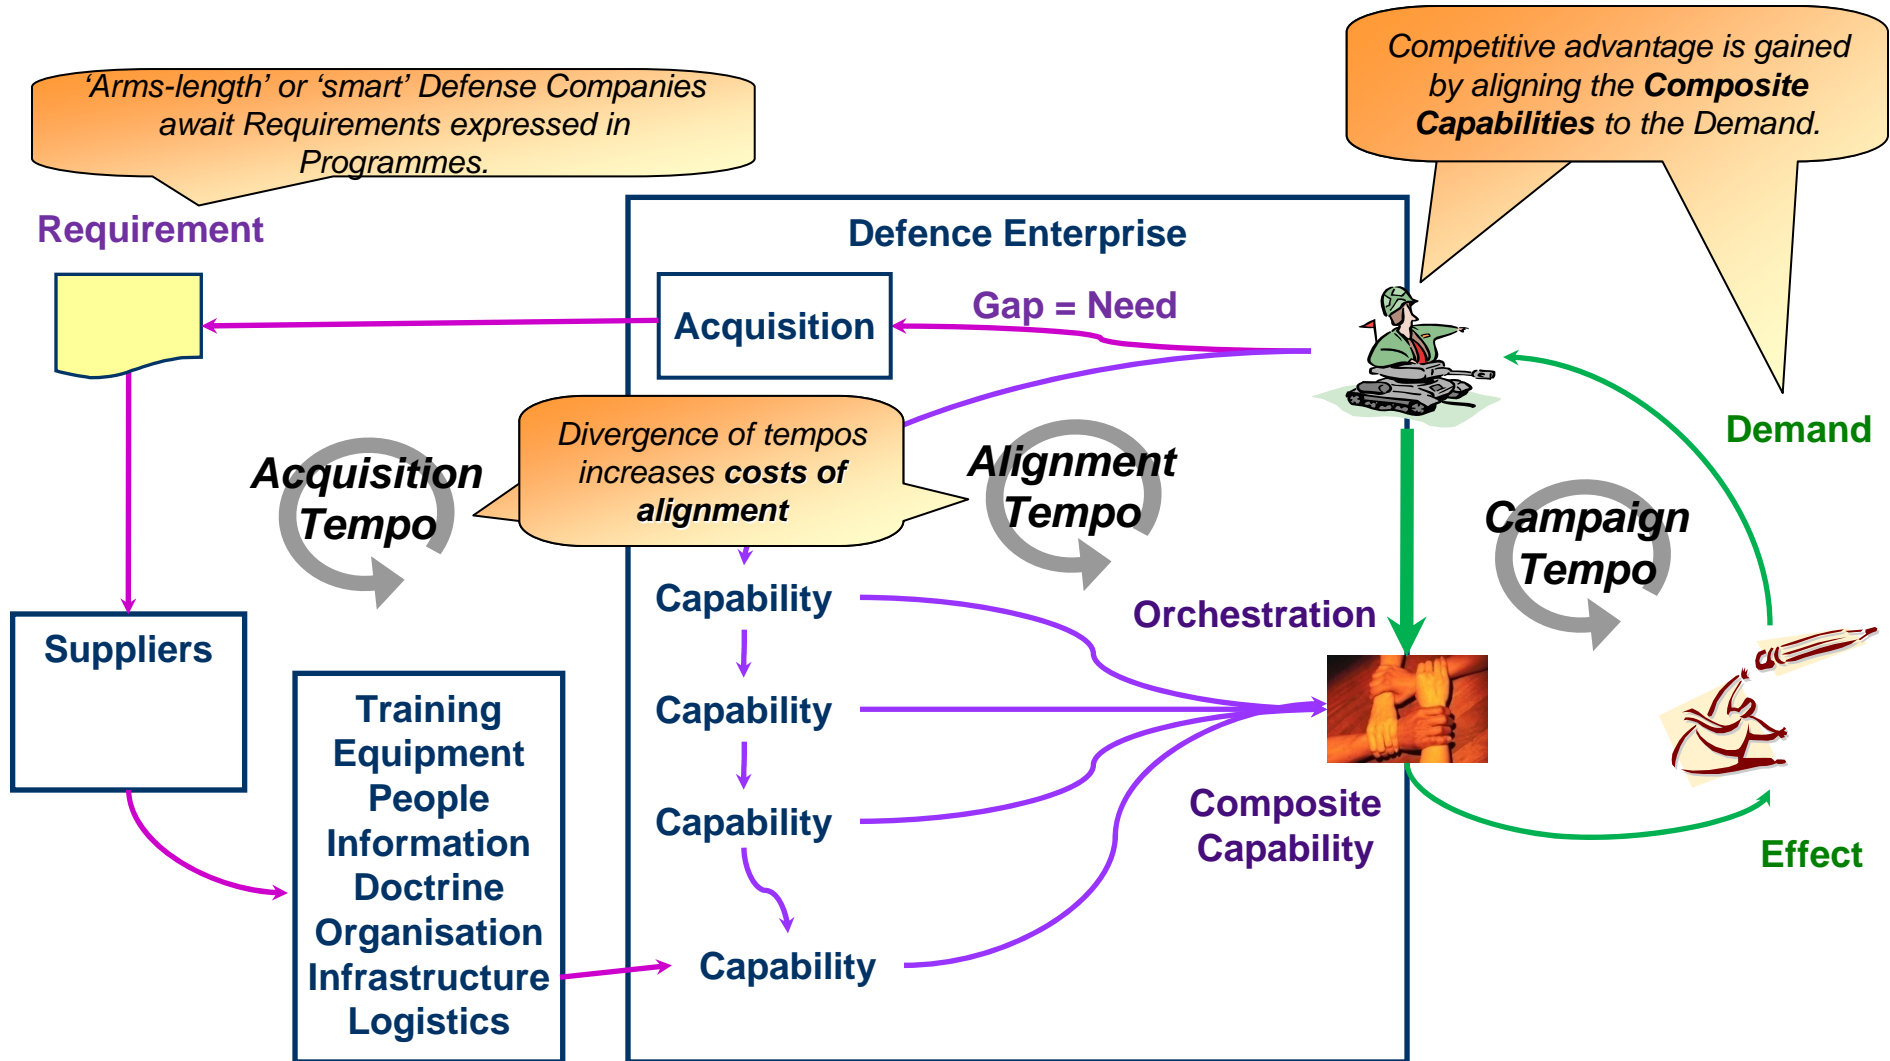 ‘Arms-length’ or ‘smart’ Defense Companies
await Requirements expressed in
Programmes.
Competitive advantage is gained
by aligning the Composite
Capabilities to the Demand.
Requirement
Defence Enterprise
Acquisition
Gap = Need
Demand
Divergence of tempos
increases costs of
alignment
Acquisition
Tempo
Alignment
Tempo
Campaign
Tempo
Capability
Orchestration
Suppliers
Training
Equipment
People
Information
Doctrine
Organisation
Infrastructure
Logistics
Capability
Capability
Composite
Capability
Effect
Capability